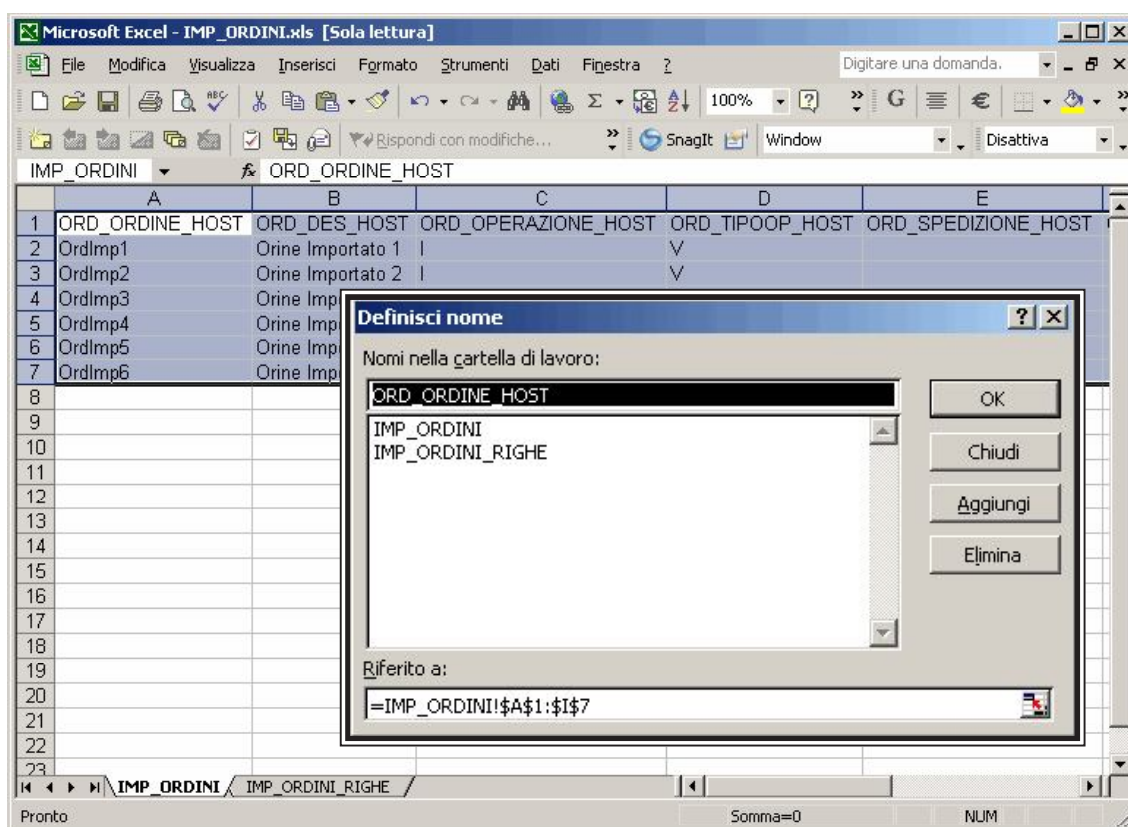 Microsoft Excel - IMP_ORDINI.xls [Sola lettura]
File Modifica Visualizza Inserisci Formato Strumenti Dati Finestra ? Digitare una domanda.
100% G €
Rispondi con modifiche... SnagIt Window Disattiva
IMP_ORDINI fx ORD_ORDINE_HOST
A B C D E
1 ORD_ORDINE_HOST ORD_DES_HOST ORD_OPERAZIONE_HOST ORD_TIPOOP_HOST ORD_SPEDIZIONE_HOST
2 OrdImp1 Orine Importato 1 I V
3 OrdImp2 Orine Importato 2 I V
4 OrdImp3 Orine Imp
5 OrdImp4 Orine Imp
6 OrdImp5 Orine Imp
7 OrdImp6 Orine Imp
8
9
10
11
12
13
14
15
16
17
18
19
20
21
22
23
Definisci nome
Nomi nella cartella di lavoro:
ORD_ORDINE_HOST
IMP_ORDINI
IMP_ORDINI_RIGHE
OK
Chiudi
Aggiungi
Elimina
Riferito a:
=IMP_ORDINI!$A$1:$I$7
IMP_ORDINI IMP_ORDINI_RIGHE
Pronto Somma=0 NUM